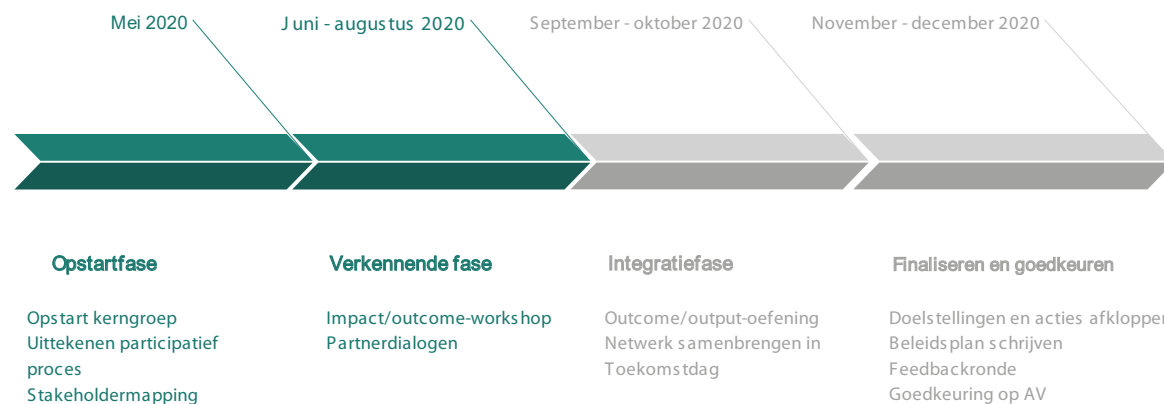 Mei 2020
Juni - augustus 2020
September - oktober 2020
November - december 2020
Opstartfase
Opstart kerngroep
Uittekenen participatief
proces
Stakeholdermapping
Verkennende fase
Impact/outcome-workshop
Partnerdialogen
Integratiefase
Outcome/output-oefening
Netwerk samenbrengen in
Toekomstdag
Finaliseren en goedkeuren
Doelstellingen en acties afkloppen
Beleidsplan schrijven
Feedbackronde
Goedkeuring op AV